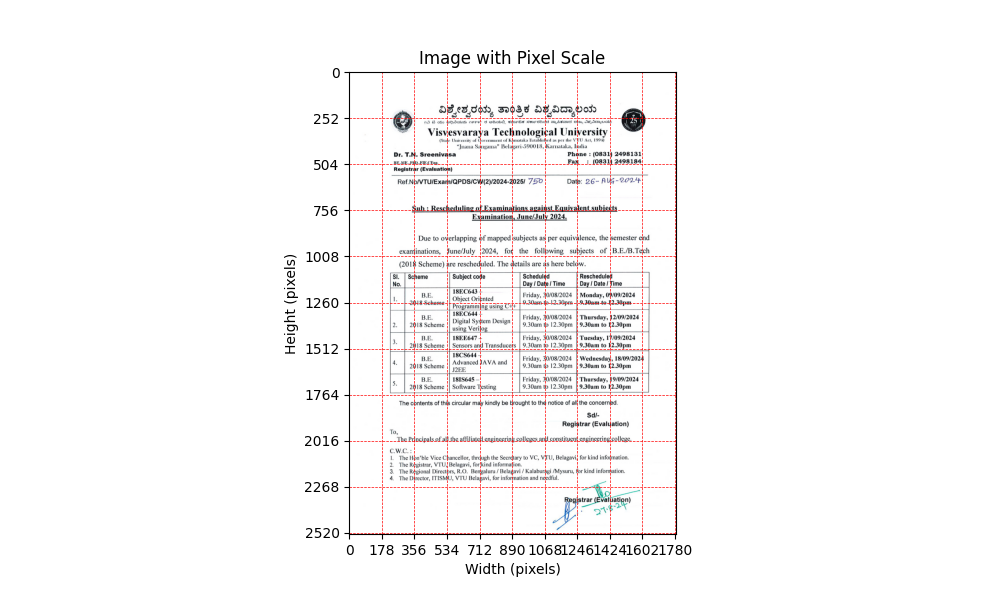 Image with Pixel Scale
ವಿಶ್ವೇಶ್ವರಯ್ಯ ತಾಂತ್ರಿಕ ವಿಶ್ವವಿದ್ಯಾಲಯ
Visvesvaraya Technological University
(State University of Government of Karnataka Established as per the VTU Act, 1994)
"Jnana Sangama" Belagavi-590018, Karnataka, India
Dr. T.N. Sreenivasa
Phone : (0831) 2498131
Fax : (0831) 2498184
Registrar (Evaluation)
Ref.No/VTU/Exam/QPDS/CW(2)/2024-2025/ 750 Date: 26-AUG-2024
Sub : Rescheduling of Examinations against Equivalent subjects
Examination, June/July 2024.
Due to overlapping of mapped subjects as per equivalence, the semester end
examinations, June/July 2024, for the following subjects of B.E./B.Tech
(2018 Scheme) are rescheduled. The details are as here below.
Sl. No. Scheme Subject code Scheduled Day / Date / Time Rescheduled Day / Date / Time
1. B.E. 2018 Scheme 18EC643 - Object Oriented Programming using C++ Friday, 30/08/2024 9.30am to 12.30pm Monday, 09/09/2024 9.30am to 12.30pm
2. B.E. 2018 Scheme 18EC644 - Digital System Design using Verilog Friday, 30/08/2024 9.30am to 12.30pm Thursday, 12/09/2024 9.30am to 12.30pm
3. B.E. 2018 Scheme 18EE647 - Sensors and Transducers Friday, 30/08/2024 9.30am to 12.30pm Tuesday, 17/09/2024 9.30am to 12.30pm
4. B.E. 2018 Scheme 18CS644 - Advanced JAVA and J2EE Friday, 30/08/2024 9.30am to 12.30pm Wednesday, 18/09/2024 9.30am to 12.30pm
5. B.E. 2018 Scheme 18IS645 - Software Testing Friday, 30/08/2024 9.30am to 12.30pm Thursday, 19/09/2024 9.30am to 12.30pm
The contents of this circular may kindly be brought to the notice of all the concerned.
Sd/-
Registrar (Evaluation)
To,
The Principals of all the affiliated engineering colleges and constituent engineering college.
C.W.C. :
1. The Hon'ble Vice Chancellor, through the Secretary to VC, VTU, Belagavi, for kind information.
2. The Registrar, VTU, Belagavi, for kind information.
3. The Regional Directors, R.O. Bengaluru / Belagavi / Kalaburagi /Mysuru, for kind information.
4. The Director, ITISMU, VTU Belagavi, for information and needful.
Registrar (Evaluation)
27-8-24
Height (pixels)
0
252
504
756
1008
1260
1512
1764
2016
2268
2520
0 178 356 534 712 890 1068 1246 1424 1602 1780
Width (pixels)